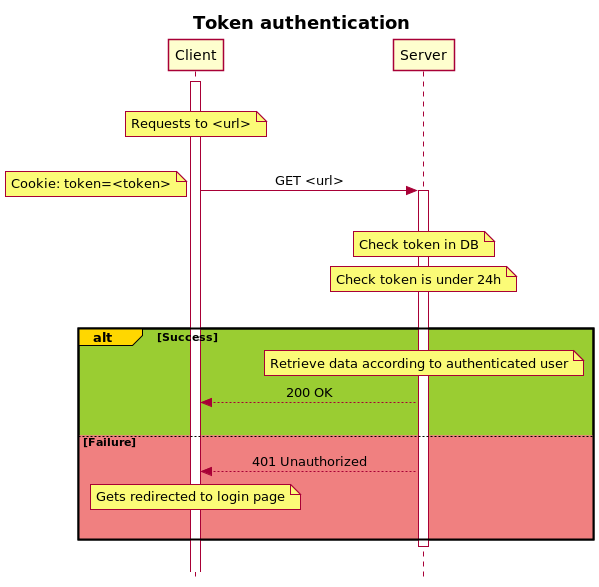 Token authentication
Client
Server
Requests to <url>
Cookie: token=<token>
GET <url>
Check token in DB
Check token is under 24h
alt
[Success]
Retrieve data according to authenticated user
200 OK
[Failure]
401 Unauthorized
Gets redirected to login page